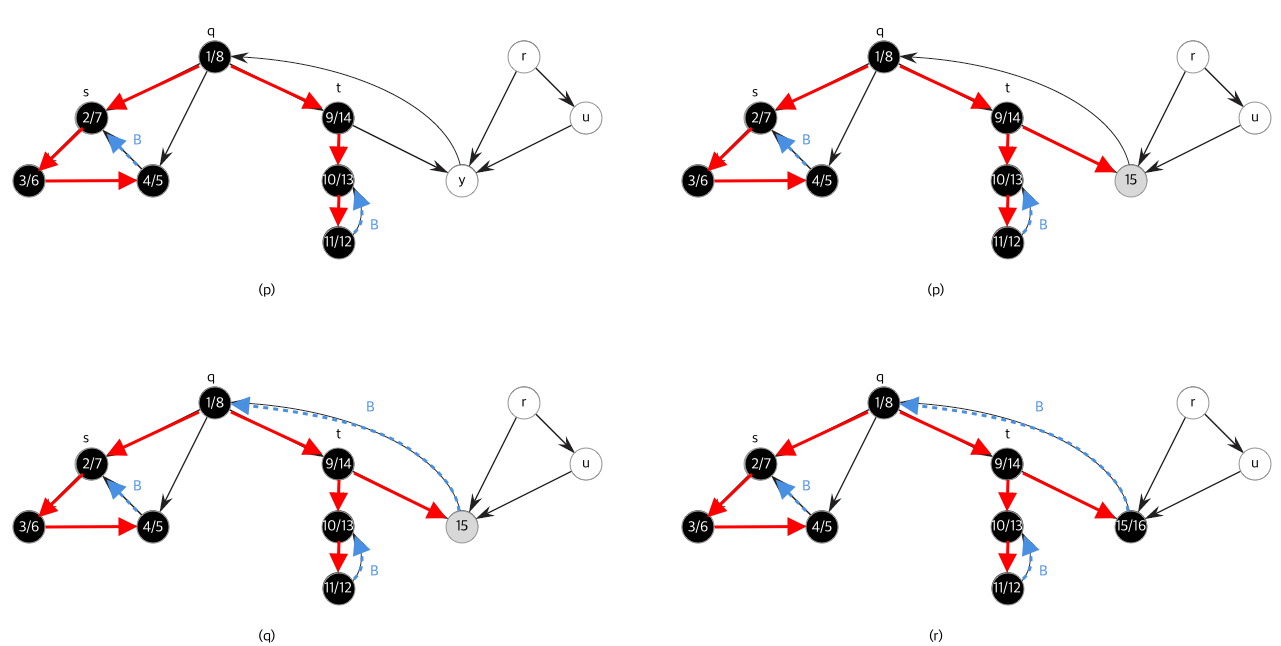 q
1/8
r
s
t
2/7
9/14
u
B
3/6
4/5
10/13
y
B
11/12
(p)
q
1/8
r
s
t
2/7
9/14
u
B
3/6
4/5
10/13
15
B
11/12
(p)
q
1/8
B
r
s
t
2/7
9/14
u
B
3/6
4/5
10/13
15
B
11/12
(q)
q
1/8
B
r
s
t
2/7
9/14
u
B
3/6
4/5
10/13
15/16
B
11/12
(r)